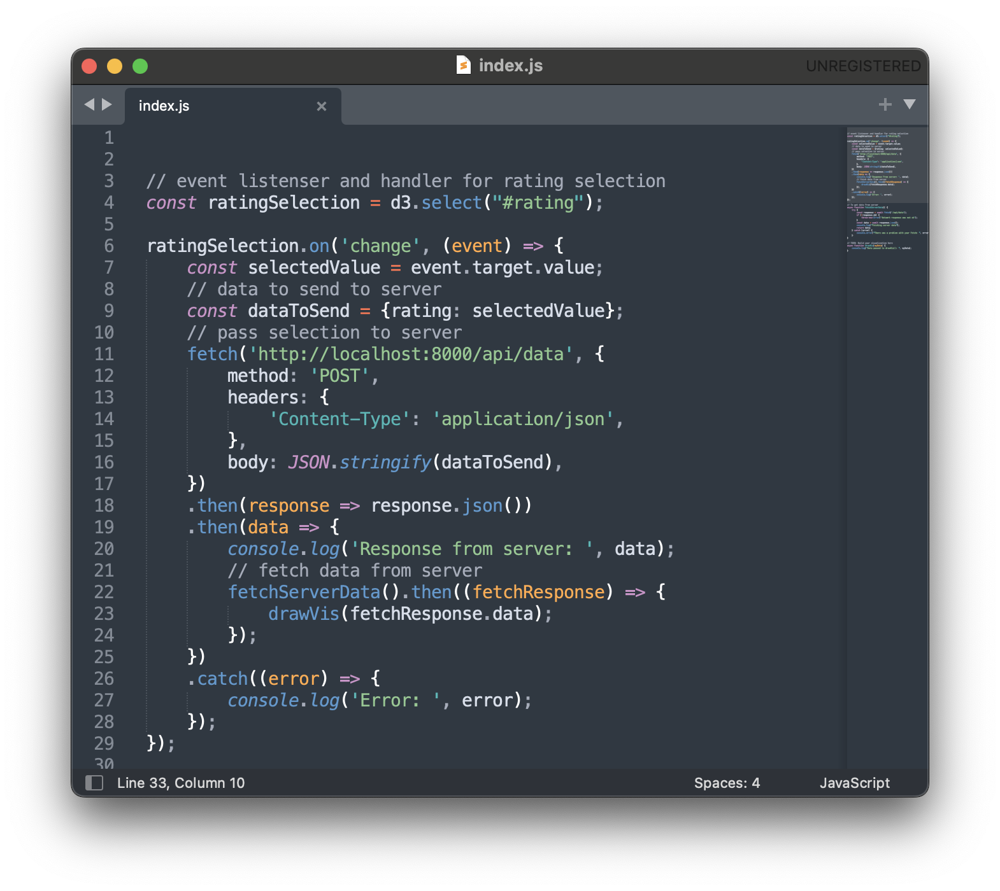 index.js
UNREGISTERED
index.js
1
2
3 // event listenser and handler for rating selection
4 const ratingSelection = d3.select("#rating");
5
6 ratingSelection.on('change', (event) => {
7     const selectedValue = event.target.value;
8     // data to send to server
9     const dataToSend = {rating: selectedValue};
10     // pass selection to server
11     fetch('http://localhost:8000/api/data', {
12         method: 'POST',
13         headers: {
14             'Content-Type': 'application/json',
15         },
16         body: JSON.stringify(dataToSend),
17     })
18     .then(response => response.json())
19     .then(data => {
20         console.log('Response from server: ', data);
21         // fetch data from server
22         fetchServerData().then((fetchResponse) => {
23             drawVis(fetchResponse.data);
24         });
25     })
26     .catch((error) => {
27         console.log('Error: ', error);
28     });
29 });
30
Line 33, Column 10
Spaces: 4
JavaScript